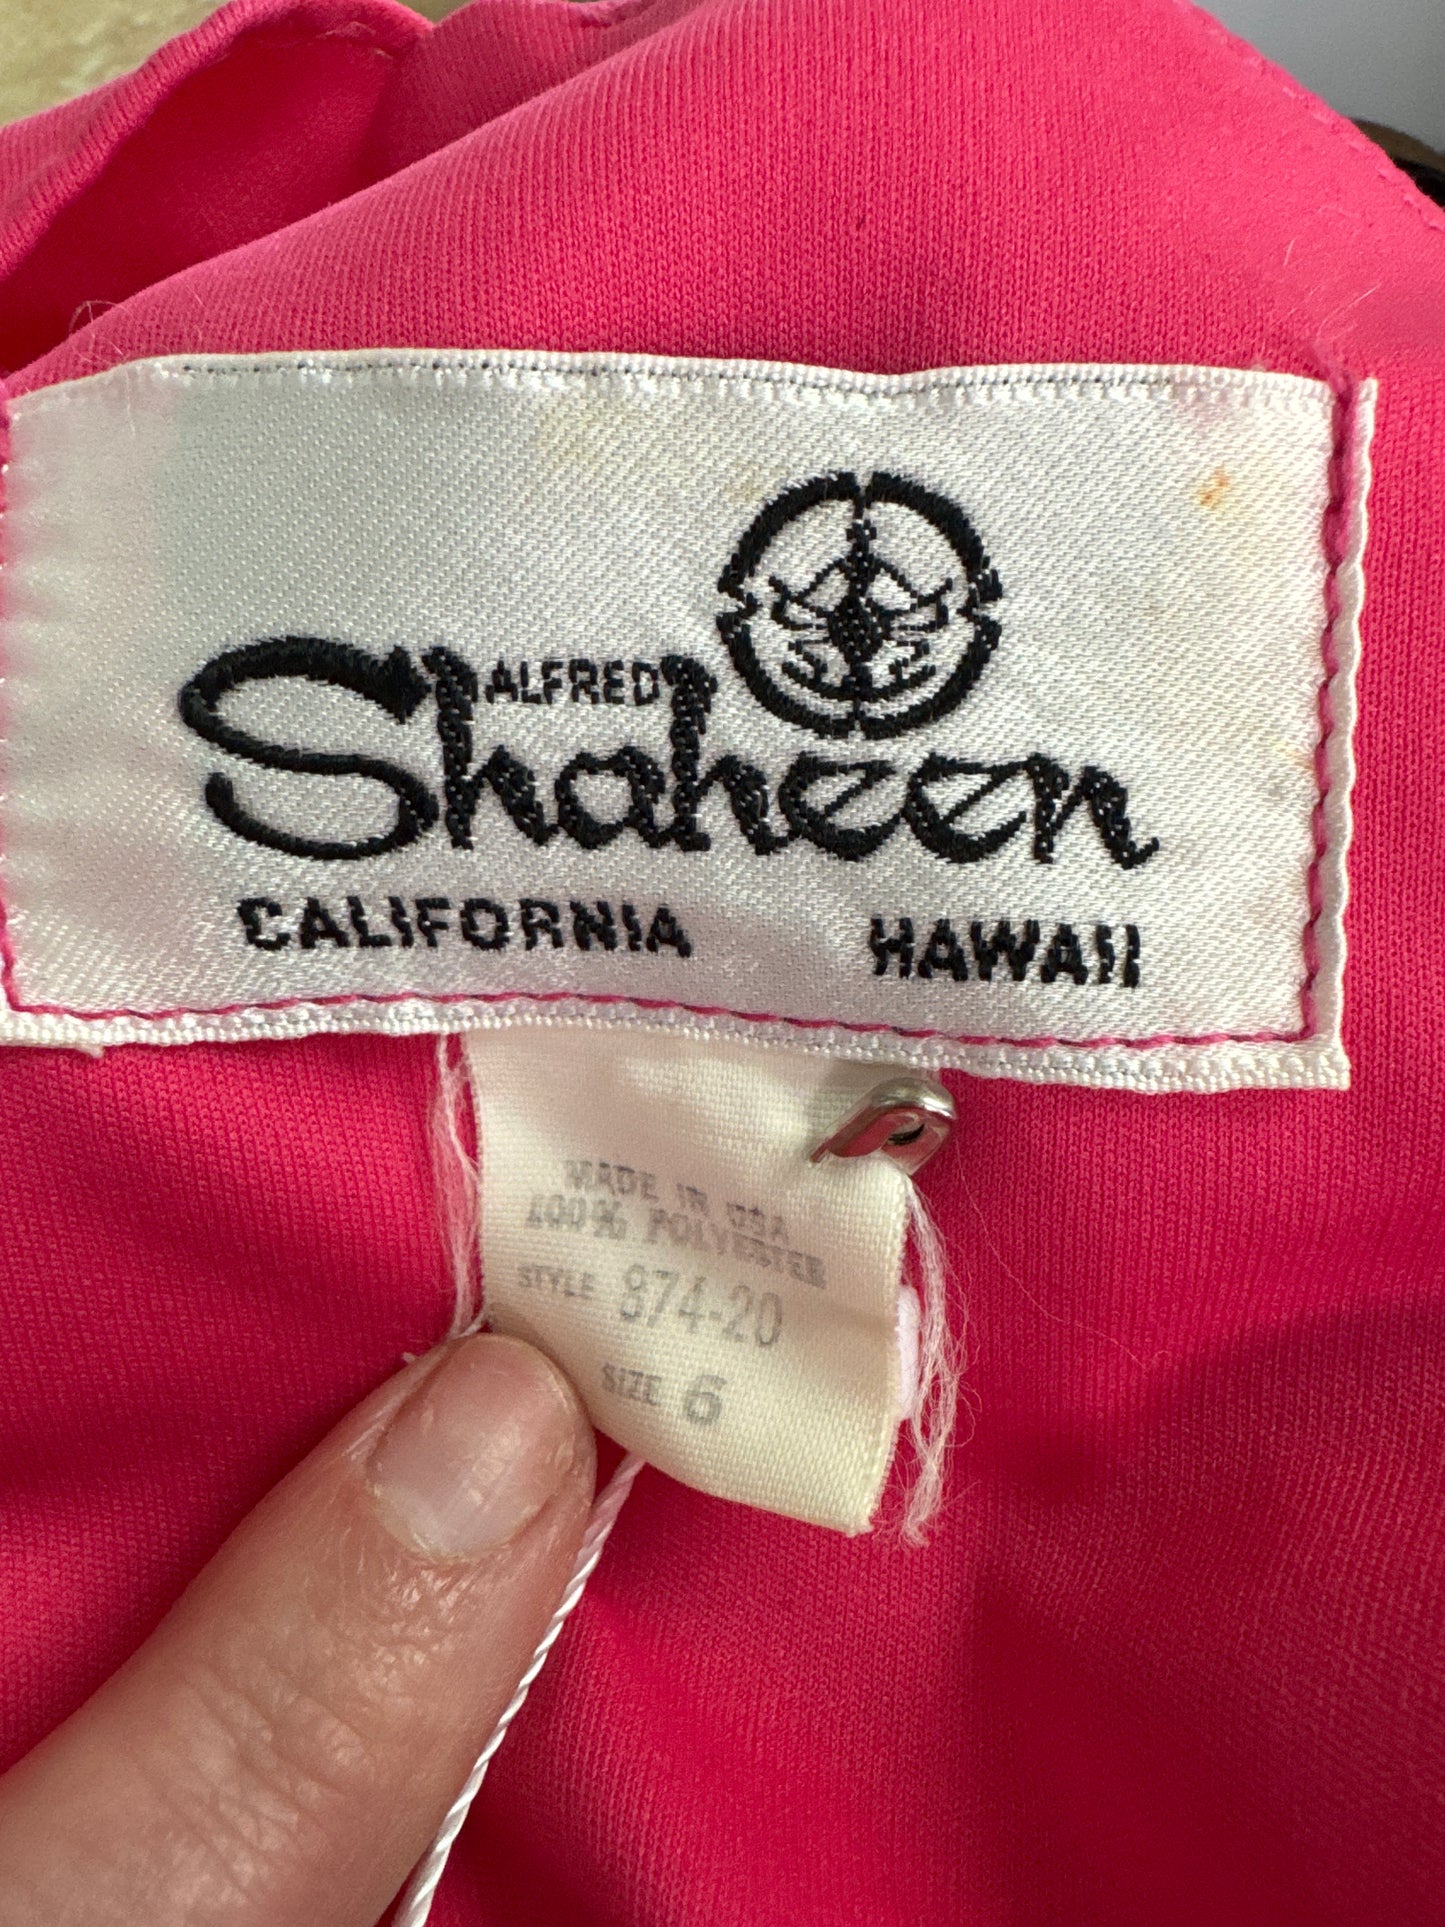 ALFRED
Shaheen
CALIFORNIA HAWAII
MADE IN USA
100% POLYESTER
STYLE 874-20
SIZE 6